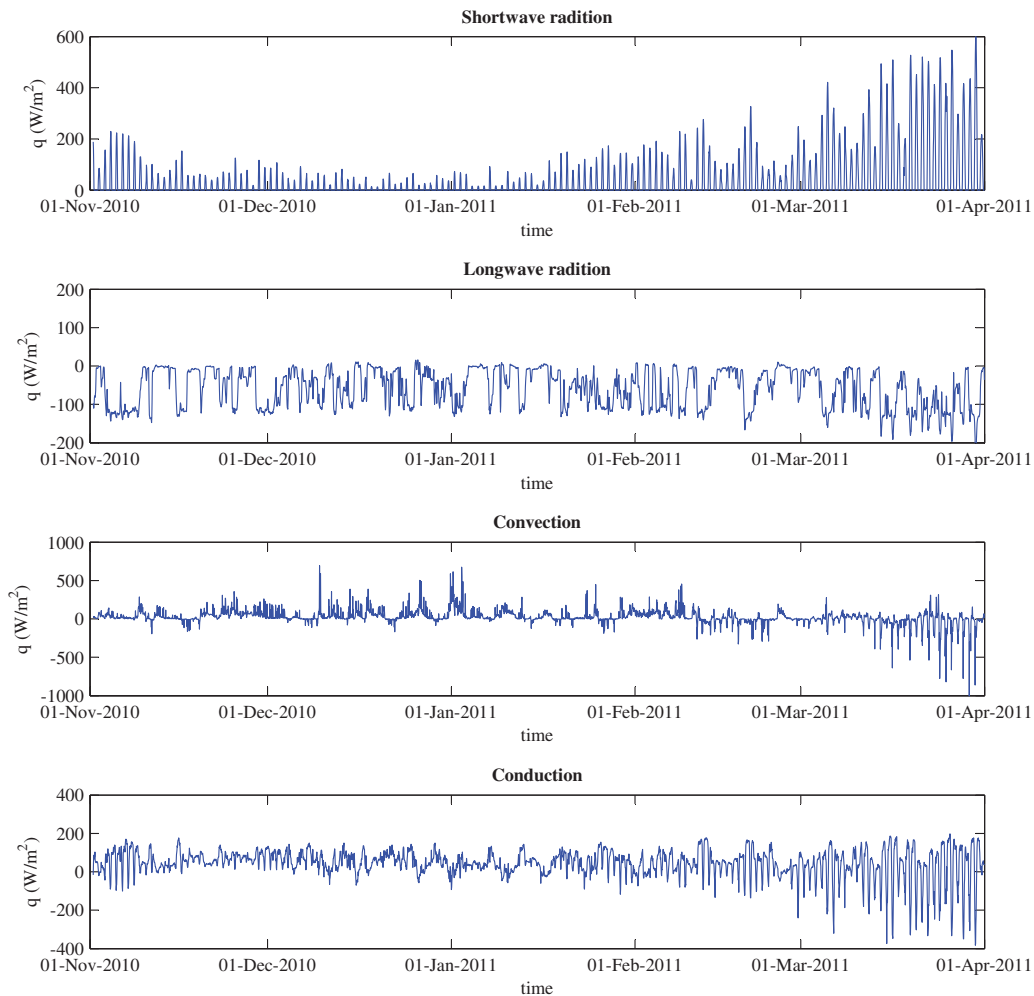 Shortwave radition
600
400
200
0
q (W/m²)
01-Nov-2010 01-Dec-2010 01-Jan-2011 01-Feb-2011 01-Mar-2011 01-Apr-2011
time
Longwave radition
200
100
0
-100
-200
q (W/m²)
01-Nov-2010 01-Dec-2010 01-Jan-2011 01-Feb-2011 01-Mar-2011 01-Apr-2011
time
Convection
1000
500
0
-500
-1000
q (W/m²)
01-Nov-2010 01-Dec-2010 01-Jan-2011 01-Feb-2011 01-Mar-2011 01-Apr-2011
time
Conduction
400
200
0
-200
-400
q (W/m²)
01-Nov-2010 01-Dec-2010 01-Jan-2011 01-Feb-2011 01-Mar-2011 01-Apr-2011
time